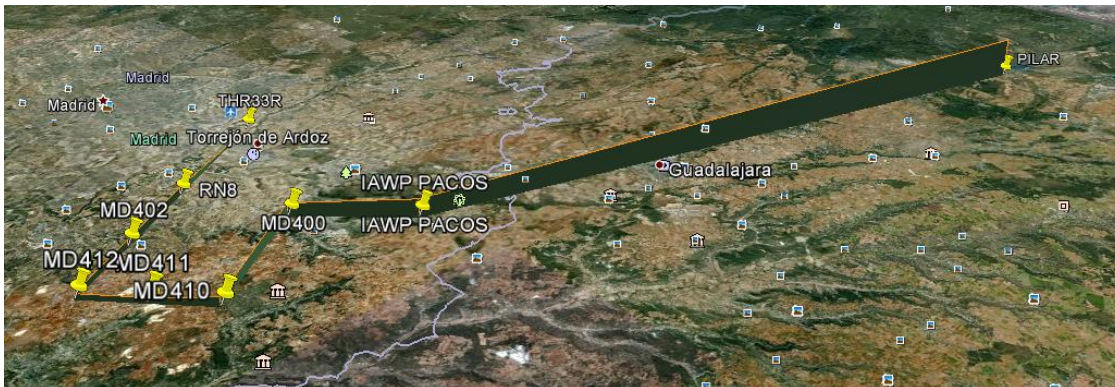 PILAR
Madrid
Madrid
THR33R
Madrid
Torrejón de Ardoz
Guadalajara
IAWP PACOS
RN8
MD400
IAWP PACOS
MD402
MD412
MD411
MD410